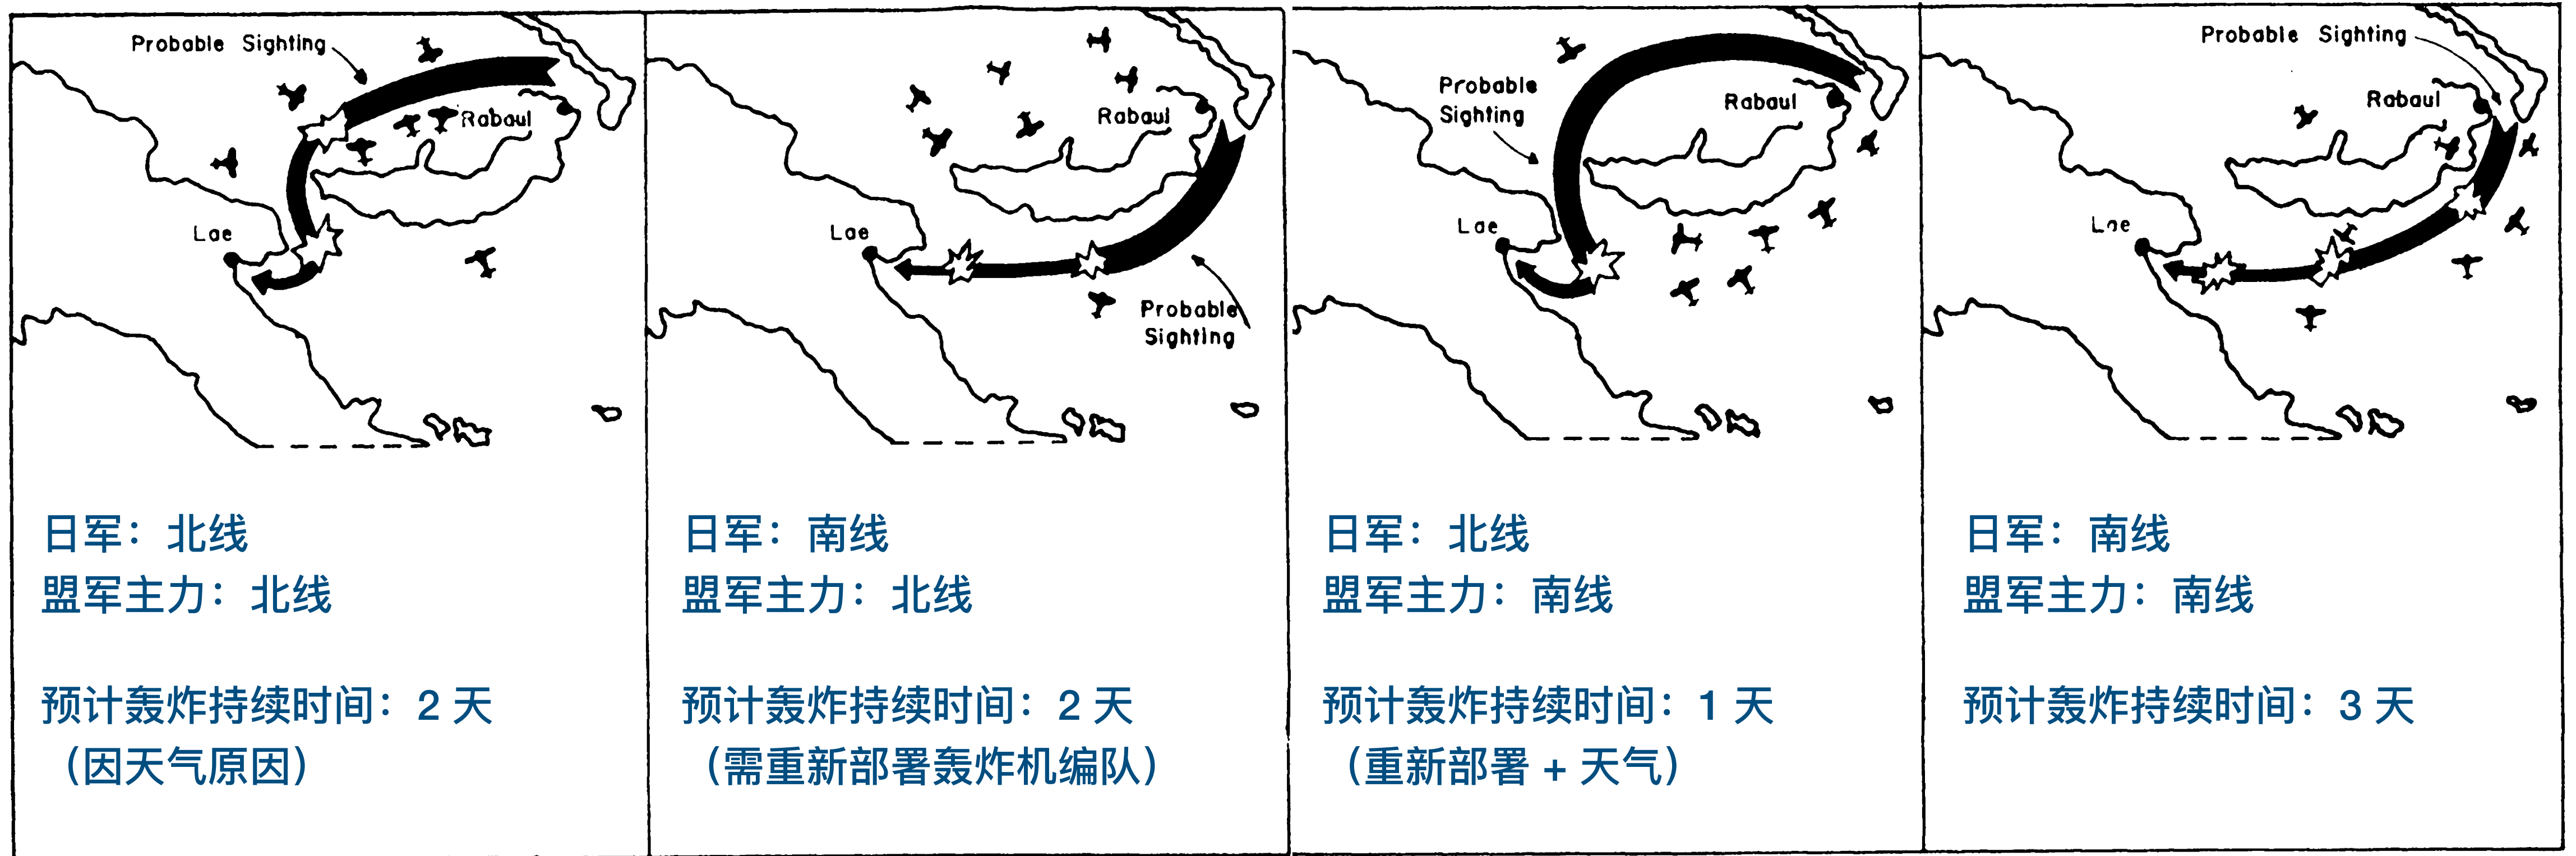 Probable Sighting
Rabaul
Lae
日军：北线
盟军主力：北线
预计轰炸持续时间：2 天
（因天气原因）
Rabaul
Lae
Probable
Sighting
日军：南线
盟军主力：北线
预计轰炸持续时间：2 天
（需重新部署轰炸机编队）
Probable
Sighting
Rabaul
Lae
日军：北线
盟军主力：南线
预计轰炸持续时间：1 天
（重新部署 + 天气）
Probable Sighting
Rabaul
Lae
日军：南线
盟军主力：南线
预计轰炸持续时间：3 天